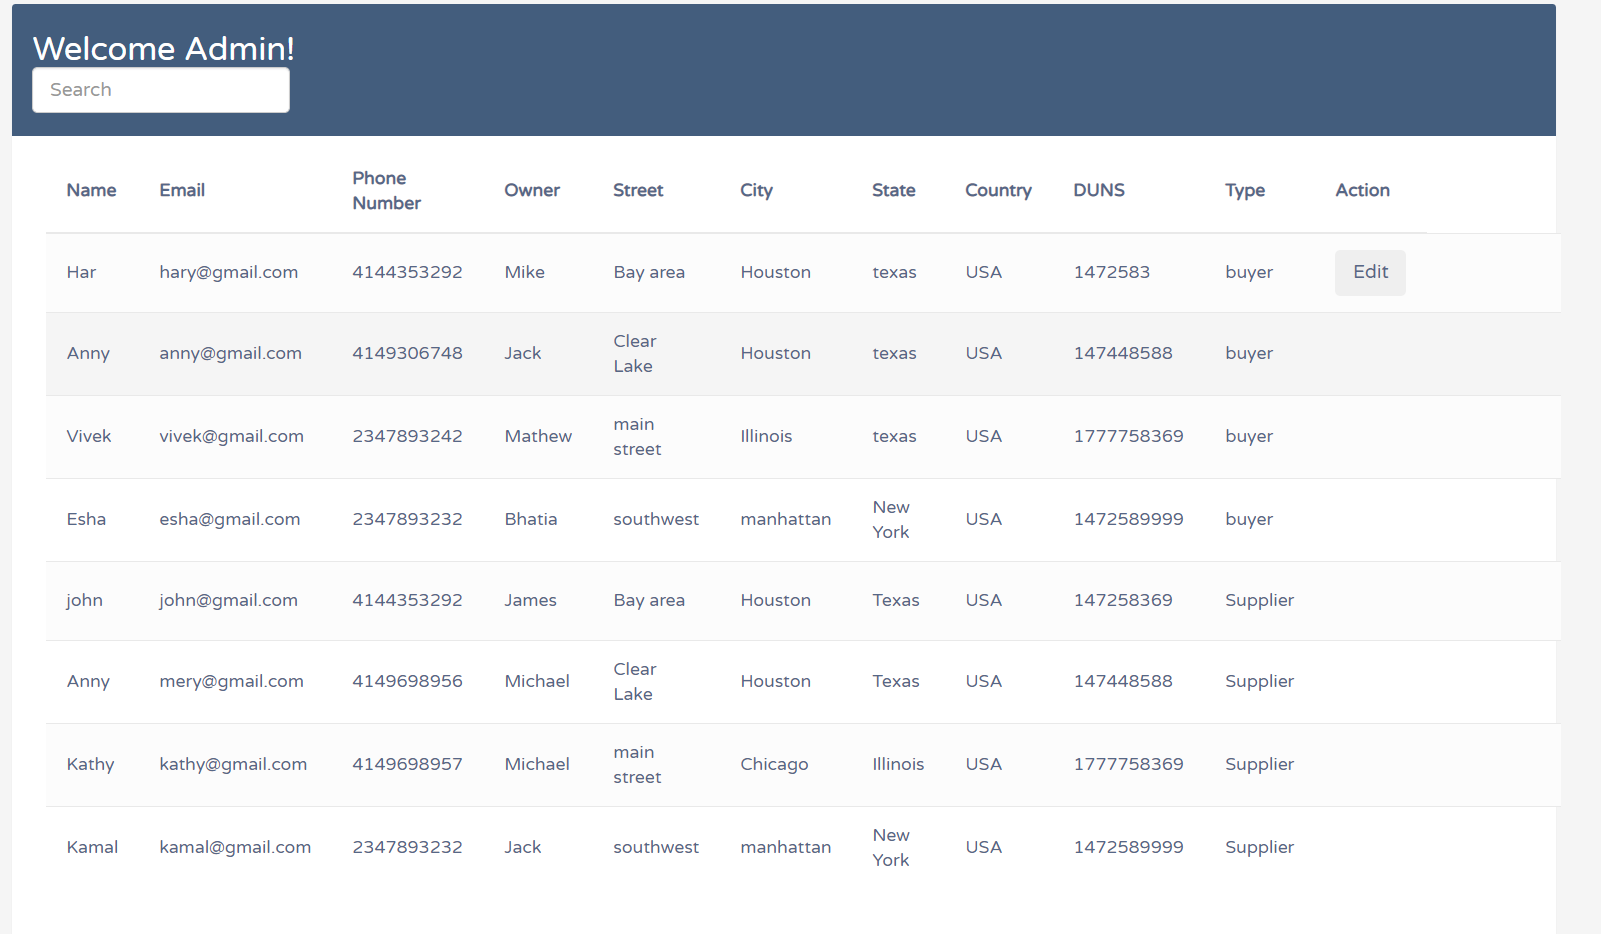 Welcome Admin!
Search
Name Email Phone Number Owner Street City State Country DUNS Type Action
Har hary@gmail.com 4144353292 Mike Bay area Houston texas USA 1472583 buyer Edit
Anny anny@gmail.com 4149306748 Jack Clear Lake Houston texas USA 147448588 buyer
Vivek vivek@gmail.com 2347893242 Mathew main street Illinois texas USA 1777758369 buyer
Esha esha@gmail.com 2347893232 Bhatia southwest manhattan New York USA 1472589999 buyer
john john@gmail.com 4144353292 James Bay area Houston Texas USA 147258369 Supplier
Anny mery@gmail.com 4149698956 Michael Clear Lake Houston Texas USA 147448588 Supplier
Kathy kathy@gmail.com 4149698957 Michael main street Chicago Illinois USA 1777758369 Supplier
Kamal kamal@gmail.com 2347893232 Jack southwest manhattan New York USA 1472589999 Supplier